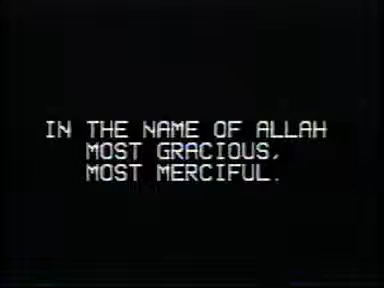 IN THE NAME OF ALLAH
MOST GRACIOUS,
MOST MERCIFUL.